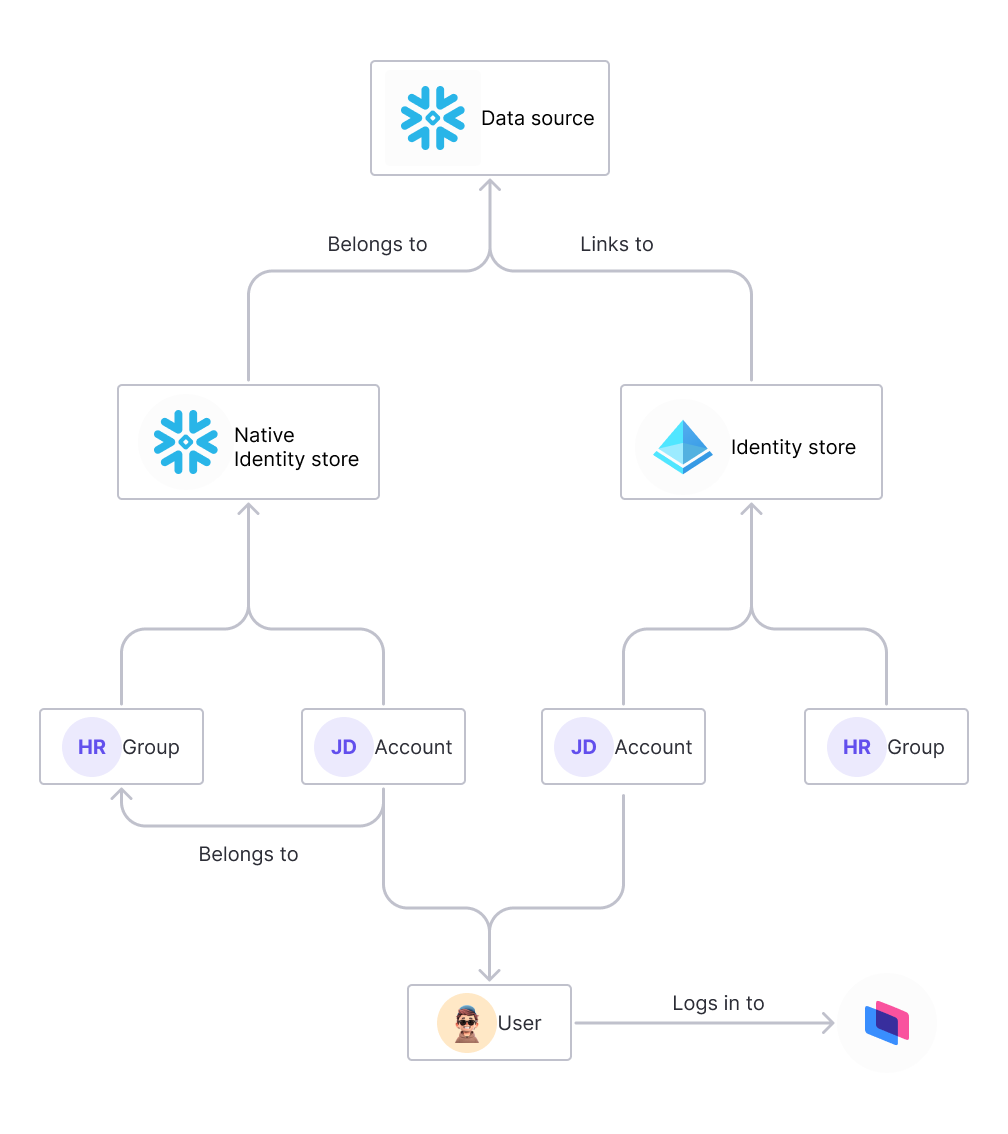 Data source
Belongs to
Links to
Native
Identity store
Identity store
HR Group
JD Account
JD Account
HR Group
Belongs to
Logs in to
User